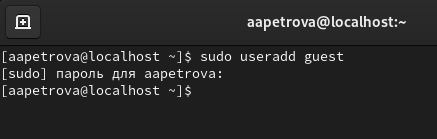 aapetrova@localhost:~
[aapetrova@localhost ~]$ sudo useradd guest
[sudo] пароль для aapetrova:
[aapetrova@localhost ~]$